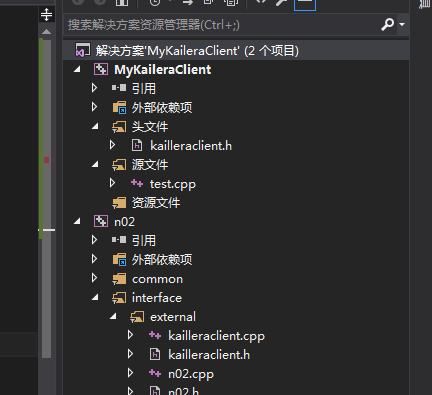 搜索解决方案资源管理器(Ctrl+;)
解决方案'MyKaileraClient' (2 个项目)
MyKaileraClient
引用
外部依赖项
头文件
kailleraclient.h
源文件
test.cpp
资源文件
n02
引用
外部依赖项
common
interface
external
kailleraclient.cpp
kailleraclient.h
n02.cpp
n02.h